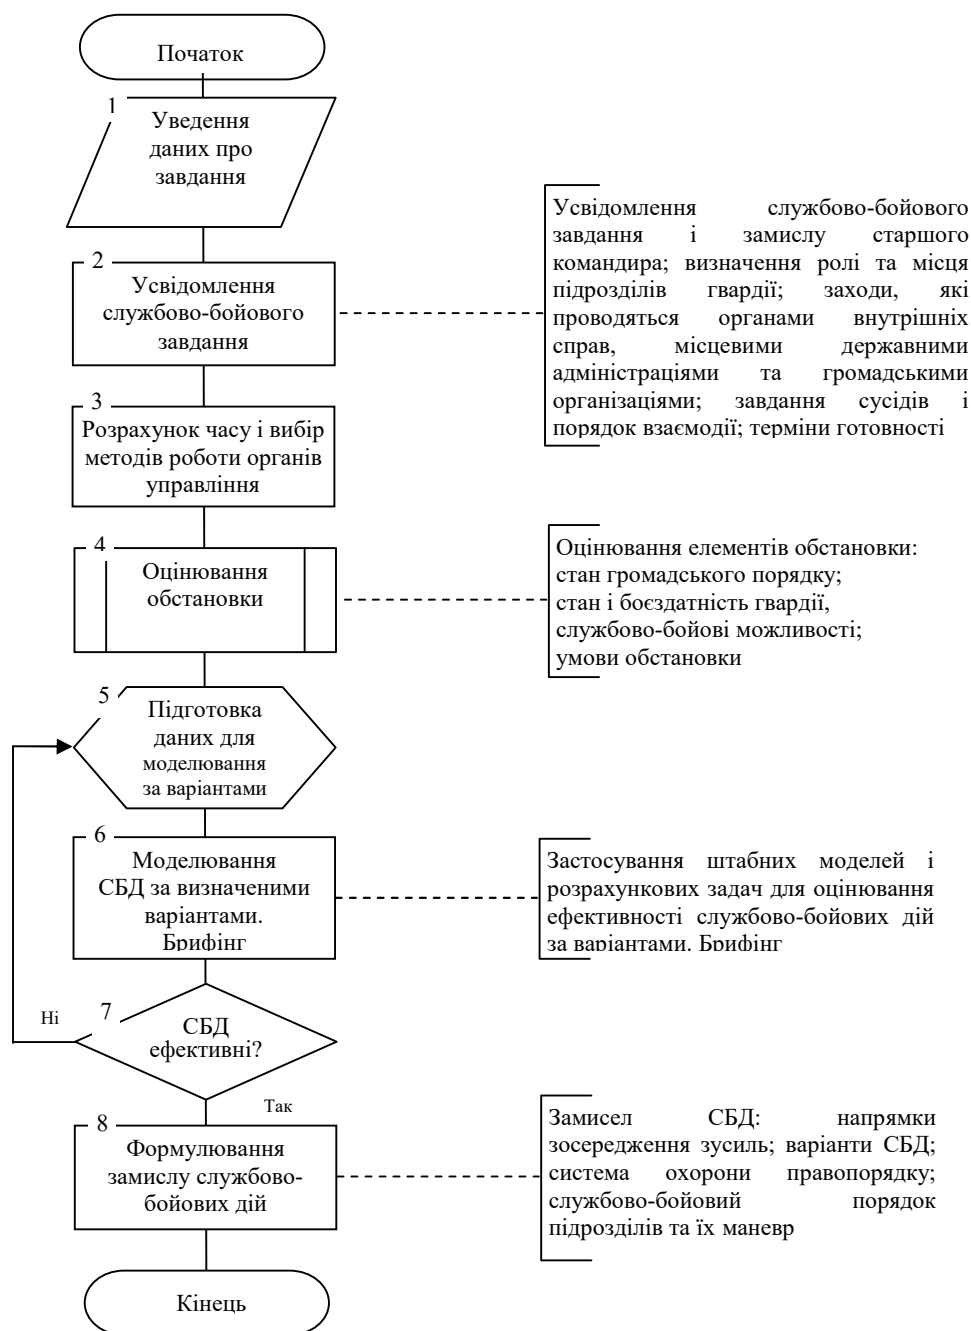 Початок
1
Уведення
даних про
завдання
2
Усвідомлення
службово-бойового
завдання
Усвідомлення службово-бойового
завдання і замислу старшого
командира; визначення ролі та місця
підрозділів гвардії; заходи, які
проводяться органами внутрішніх
справ, місцевими державними
адміністраціями та громадськими
організаціями; завдання сусідів і
порядок взаємодії; терміни готовності
3
Розрахунок часу і вибір
методів роботи органів
управління
4
Оцінювання
обстановки
Оцінювання елементів обстановки:
стан громадського порядку;
стан і боєздатність гвардії,
службово-бойові можливості;
умови обстановки
5
Підготовка
даних для
моделювання
за варіантами
6
Моделювання
СБД за визначеними
варіантами.
Брифінг
Застосування штабних моделей і
розрахункових задач для оцінювання
ефективності службово-бойових дій
за варіантами. Брифінг
7
СБД
ефективні?
Ні
Так
8
Формулювання
замислу службово-
бойових дій
Замисел СБД: напрямки
зосередження зусиль; варіанти СБД;
система охорони правопорядку;
службово-бойовий порядок
підрозділів та їх маневр
Кінець